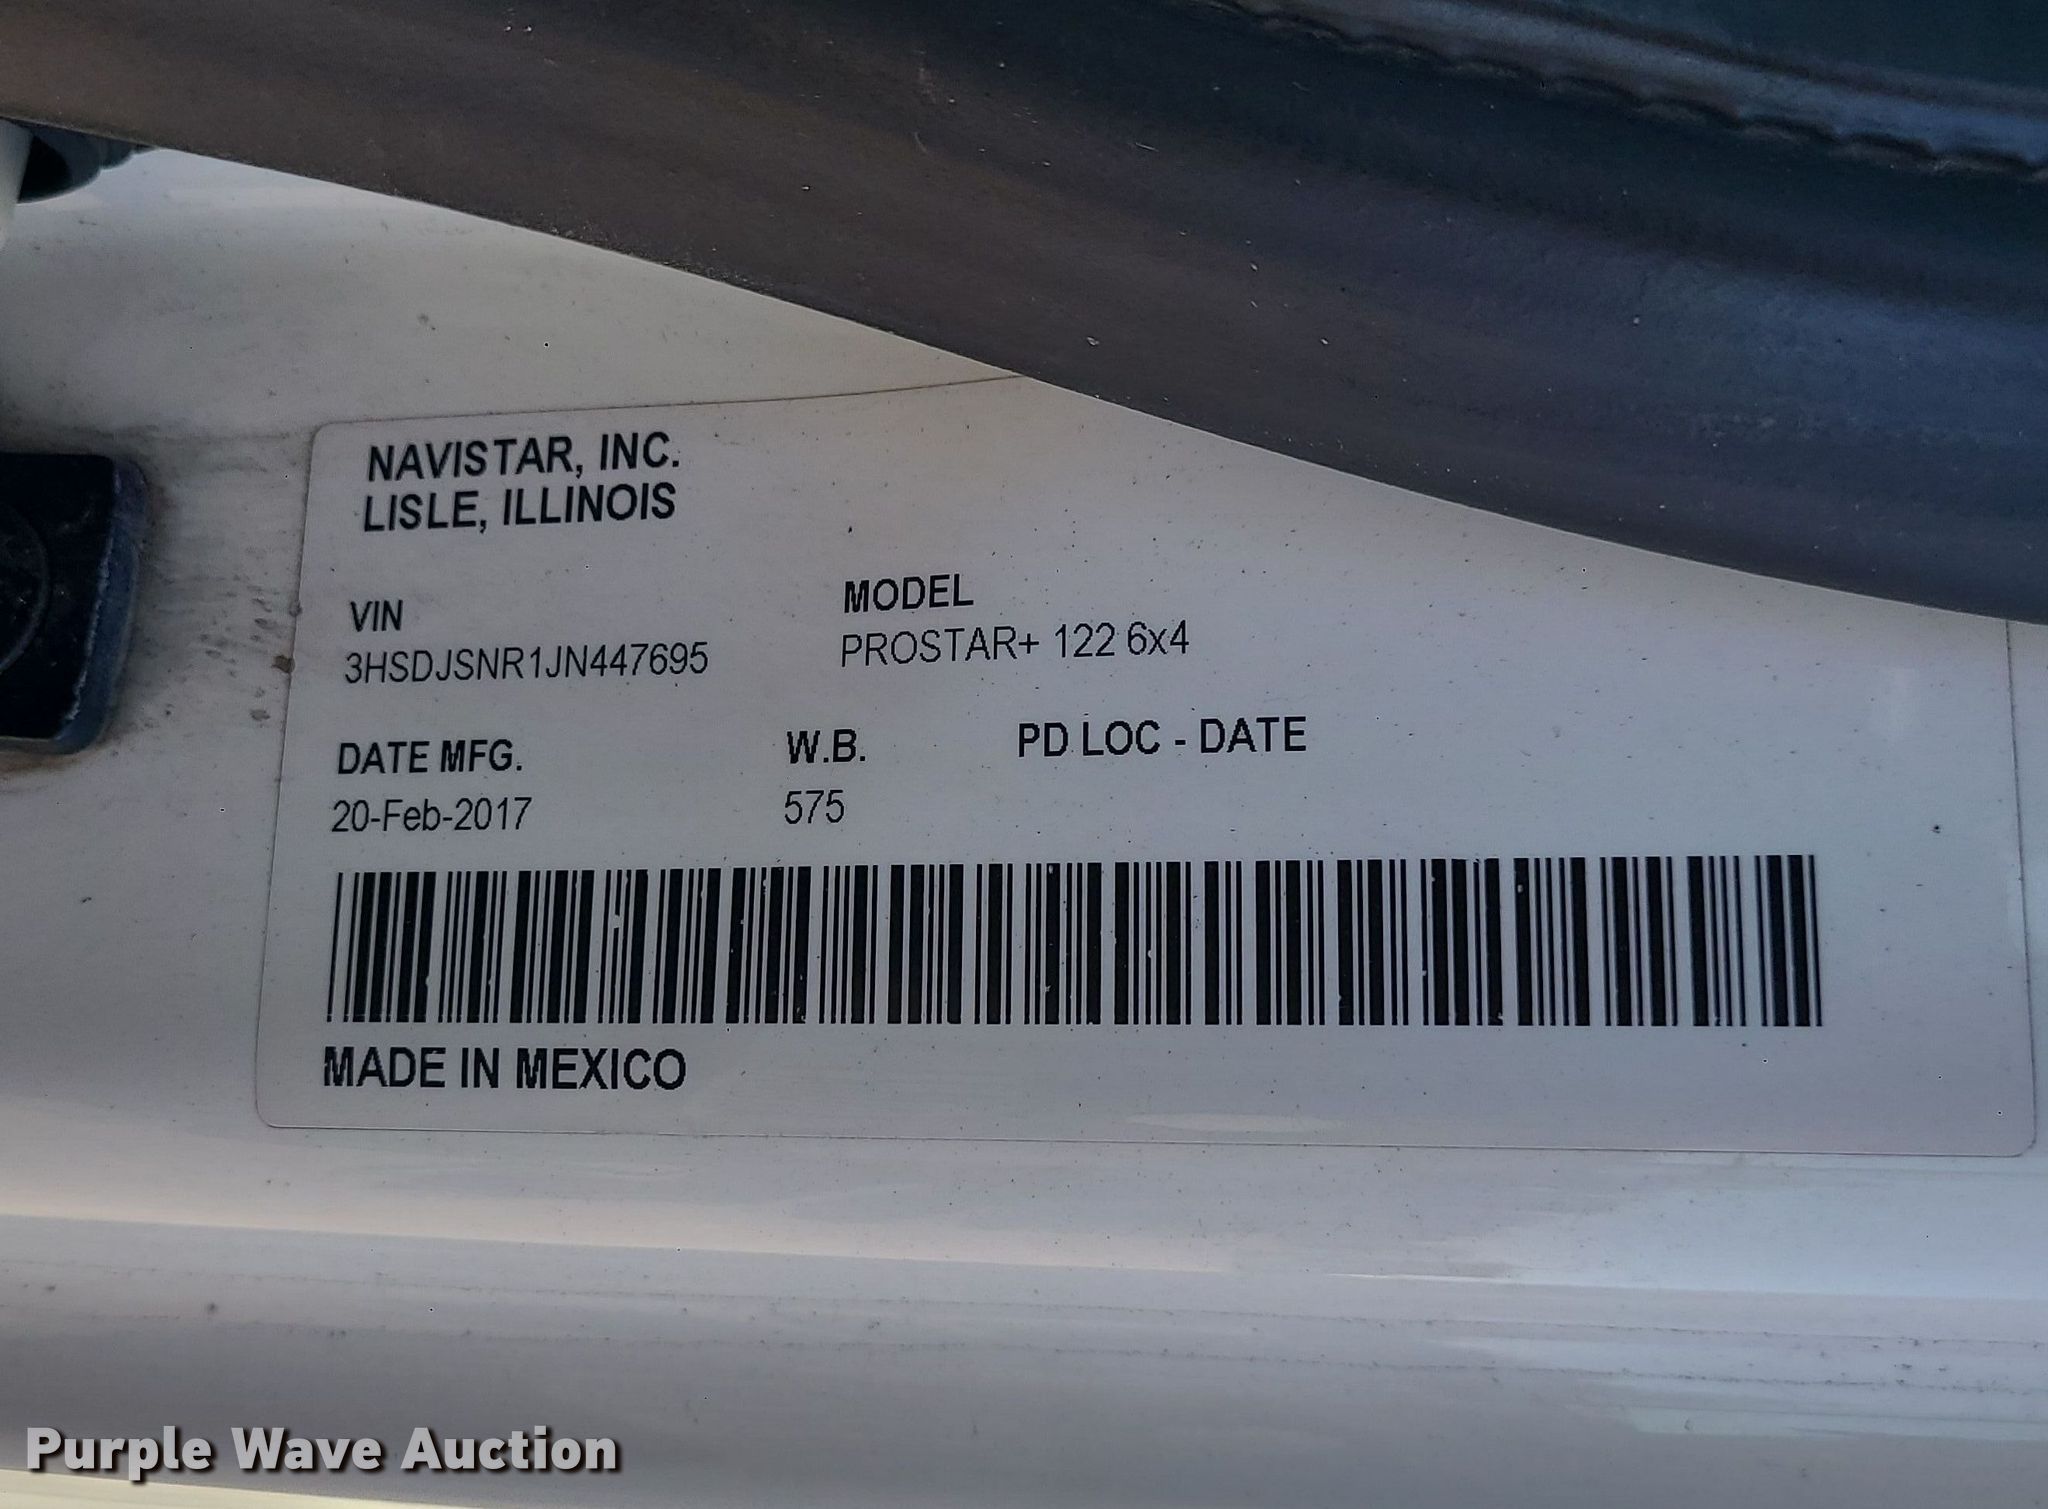 NAVISTAR, INC.
LISLE, ILLINOIS
VIN
3HSDJSNR1JN447695
MODEL
PROSTAR+ 122 6x4
DATE MFG.
20-Feb-2017
W.B.
575
PD LOC - DATE
MADE IN MEXICO
Purple Wave Auction